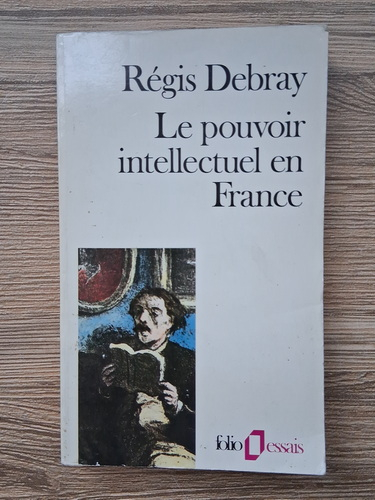 Régis Debray
Le pouvoir
intellectuel en
France
folio essais